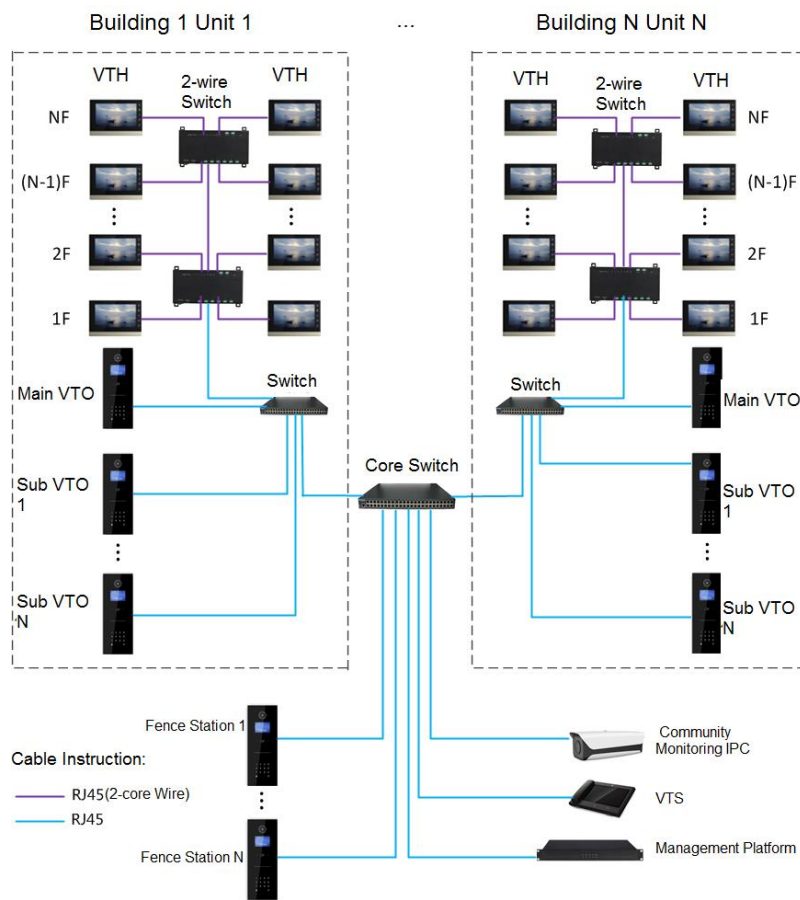 Building 1 Unit 1
...
Building N Unit N
VTH
2-wire
Switch
VTH
NF
(N-1)F
2F
1F
Main VTO
Switch
Sub VTO
1
Sub VTO
N
VTH
2-wire
Switch
VTH
NF
(N-1)F
2F
1F
Switch
Main VTO
Sub VTO
1
Sub VTO
N
Core Switch
Fence Station 1
Fence Station N
Community
Monitoring IPC
VTS
Management Platform
Cable Instruction:
RJ45(2-core Wire)
RJ45